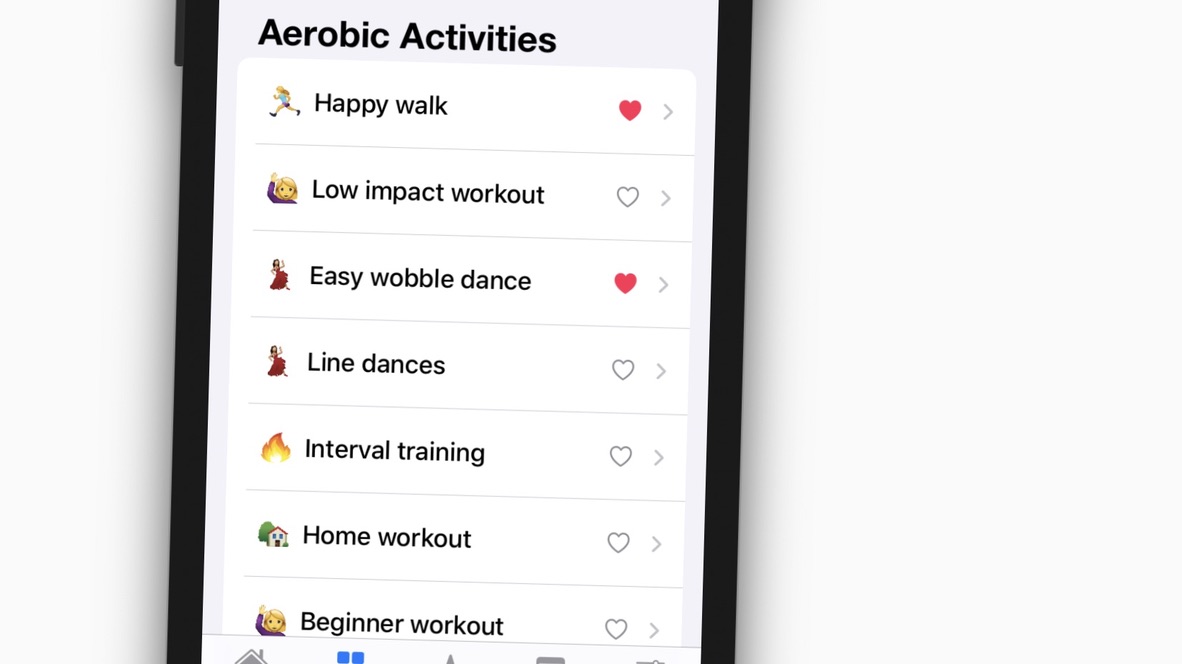 Aerobic Activities
Happy walk
Low impact workout
Easy wobble dance
Line dances
Interval training
Home workout
Beginner workout